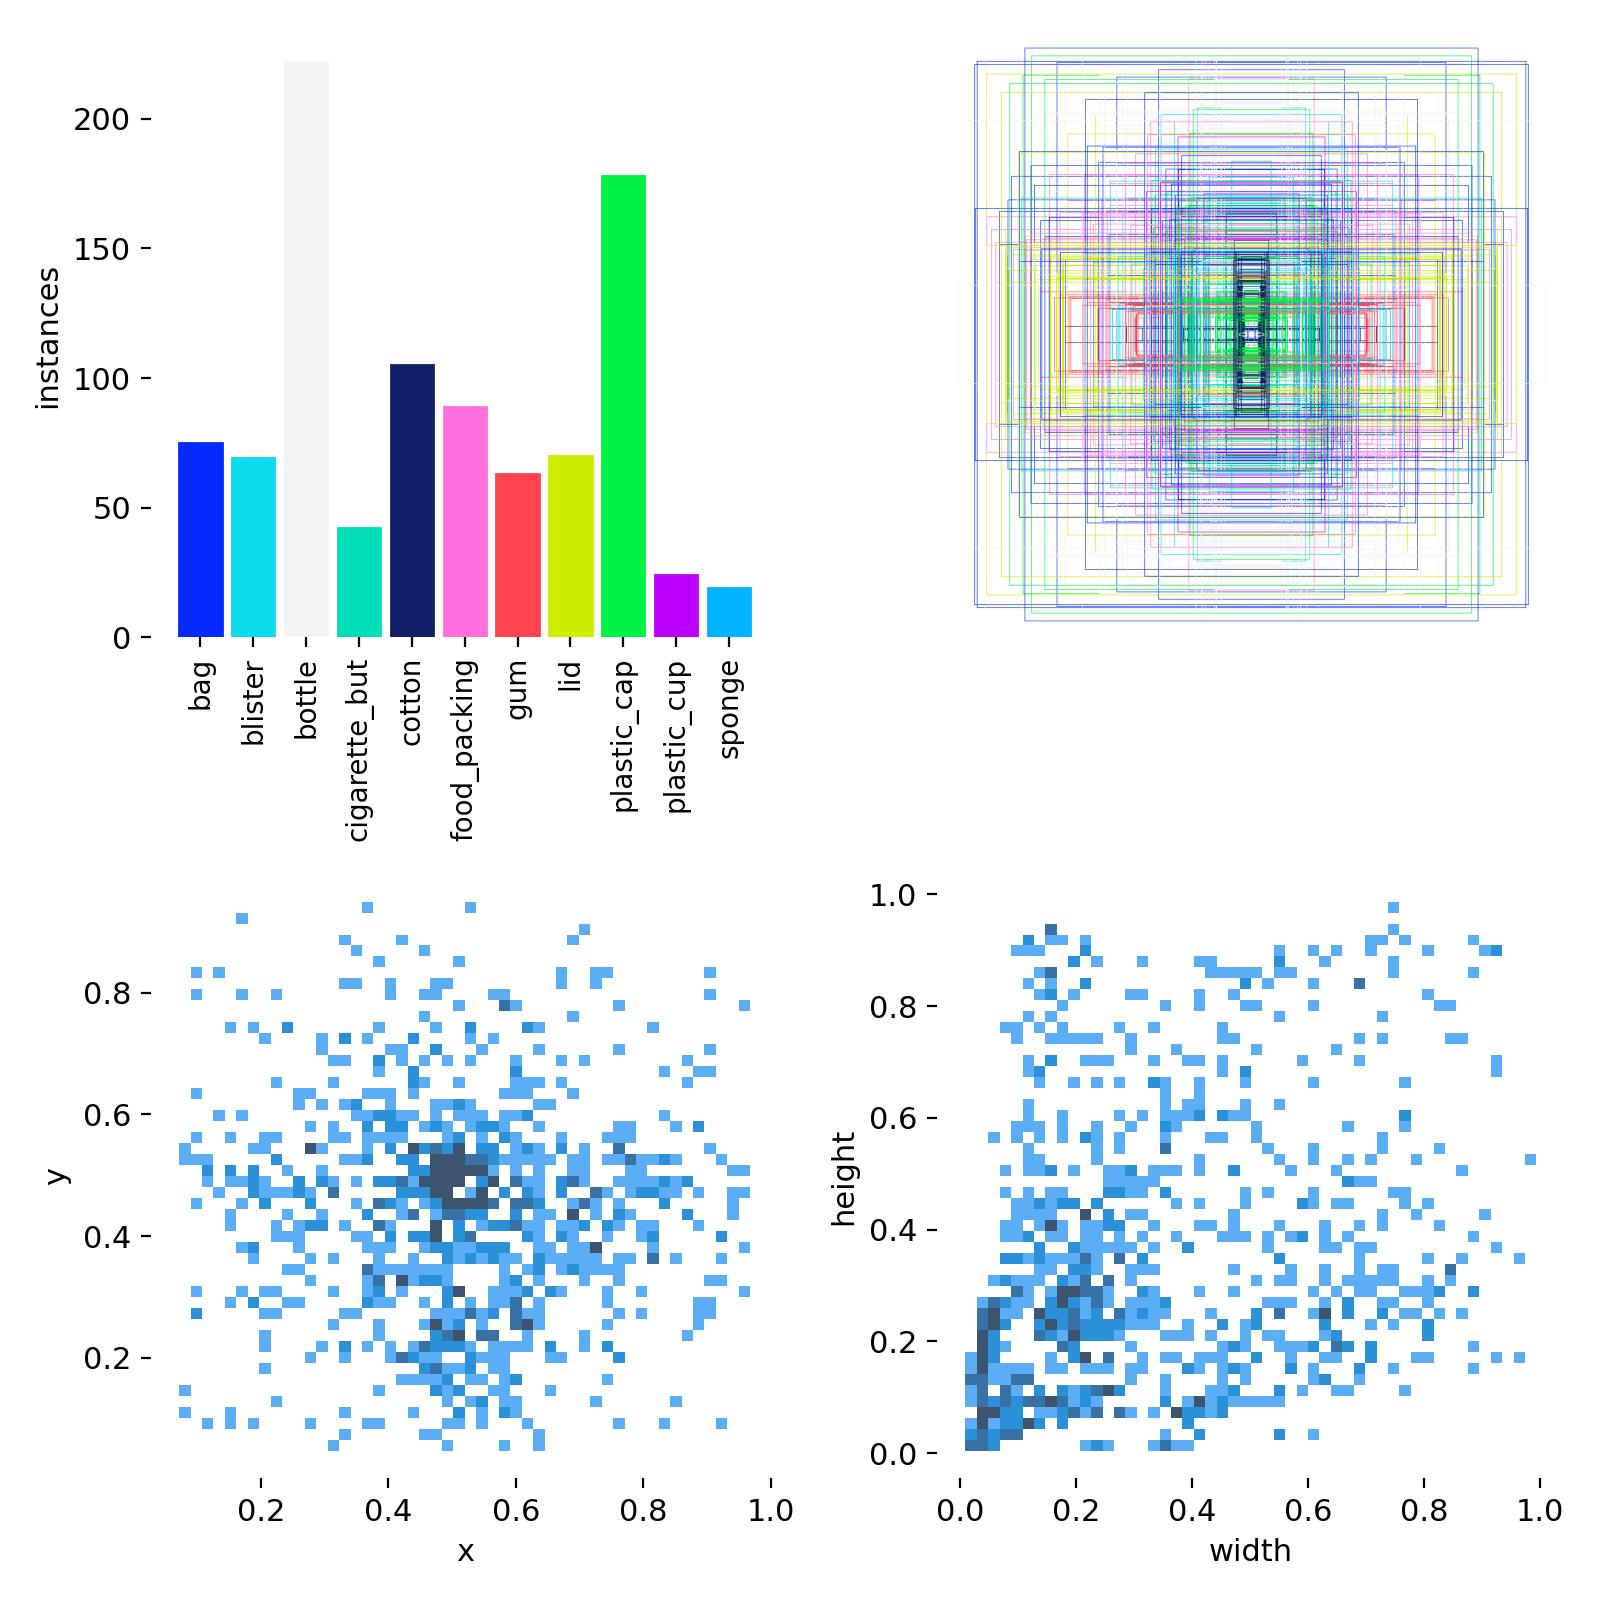 instances
200
150
100
50
0
bag
blister
bottle
cigarette_but
cotton
food_packing
gum
lid
plastic_cap
plastic_cup
sponge
y
0.8
0.6
0.4
0.2
0.2 0.4 0.6 0.8 1.0
x
height
1.0
0.8
0.6
0.4
0.2
0.0
0.0 0.2 0.4 0.6 0.8 1.0
width